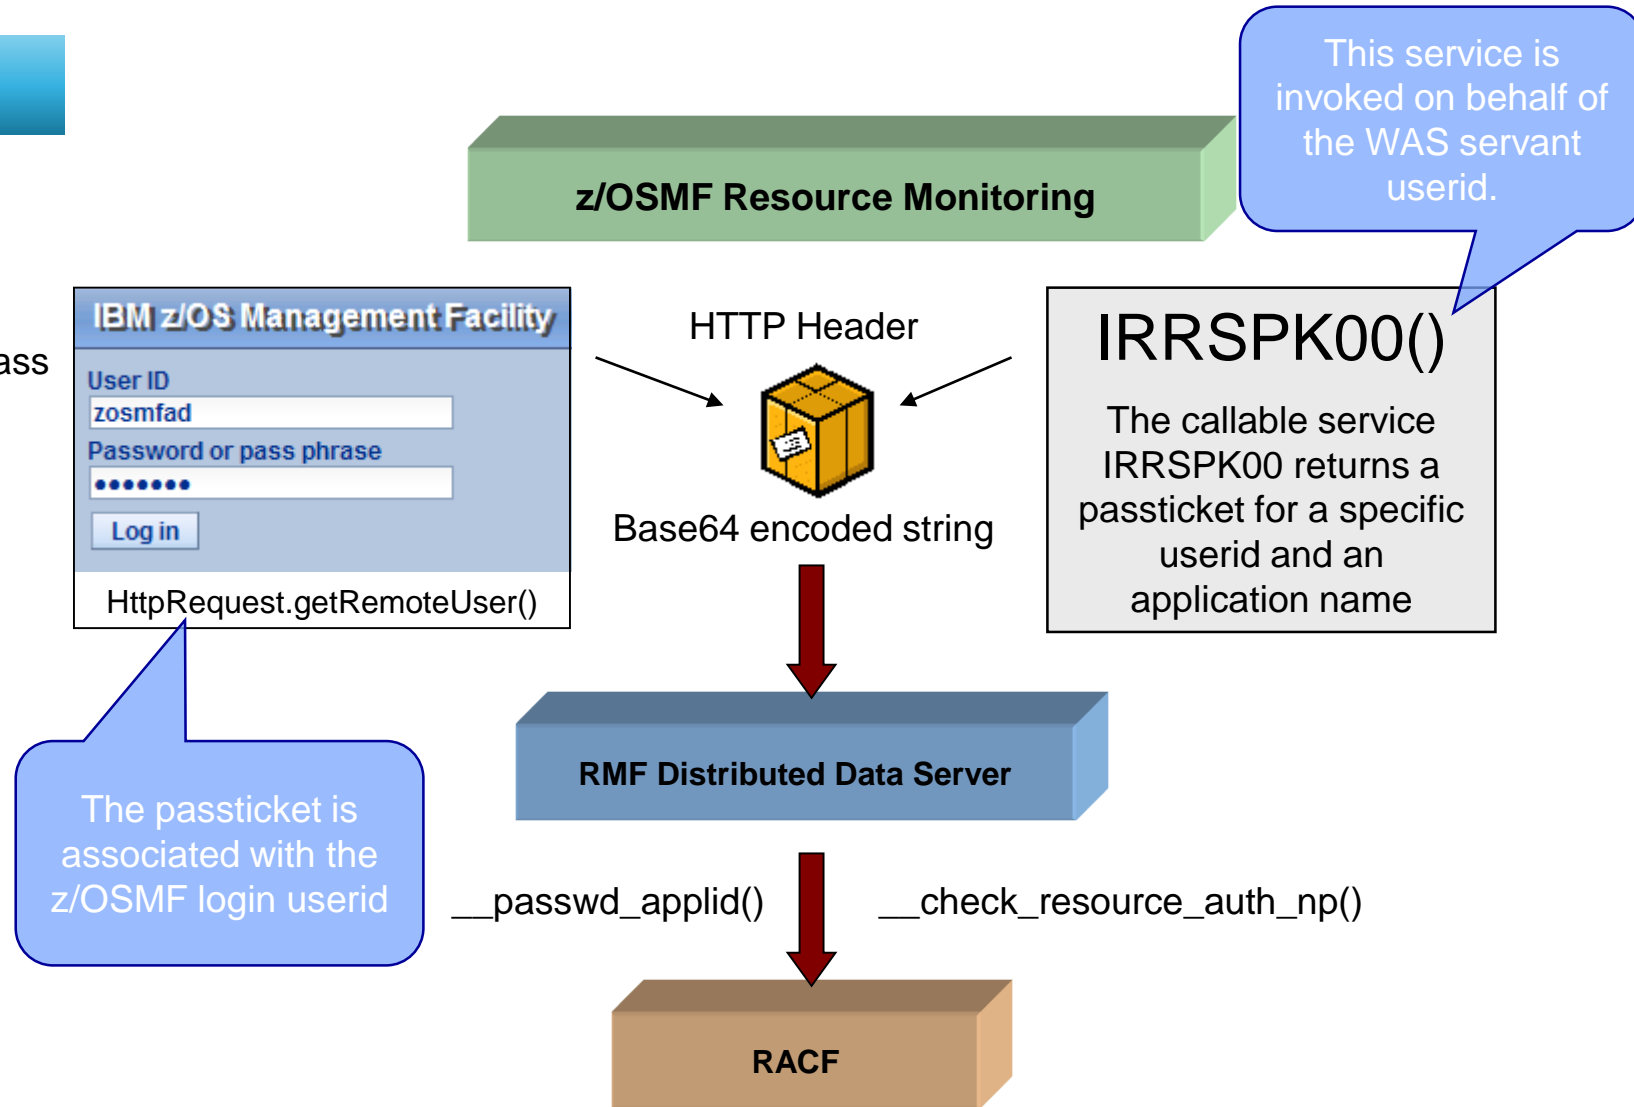 This service is
invoked on behalf of
the WAS servant
userid.
z/OSMF Resource Monitoring
ass
IBM z/OS Management Facility
User ID
zosmfad
Password or pass phrase
•••••••
Log in
HttpRequest.getRemoteUser()
HTTP Header
Base64 encoded string
IRRSPK00()
The callable service
IRRSPK00 returns a
passticket for a specific
userid and an
application name
RMF Distributed Data Server
The passticket is
associated with the
z/OSMF login userid
__passwd_applid()
__check_resource_auth_np()
RACF